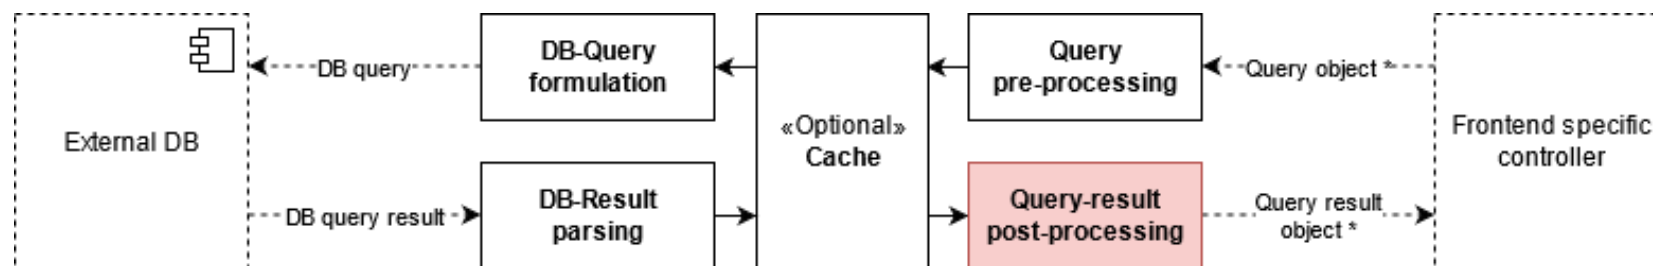 DB-Query
formulation
Query
pre-processing
DB query
Query object *
«Optional»
Cache
External DB
Frontend specific
controller
DB-Result
parsing
Query-result
post-processing
DB query result
Query result
object *